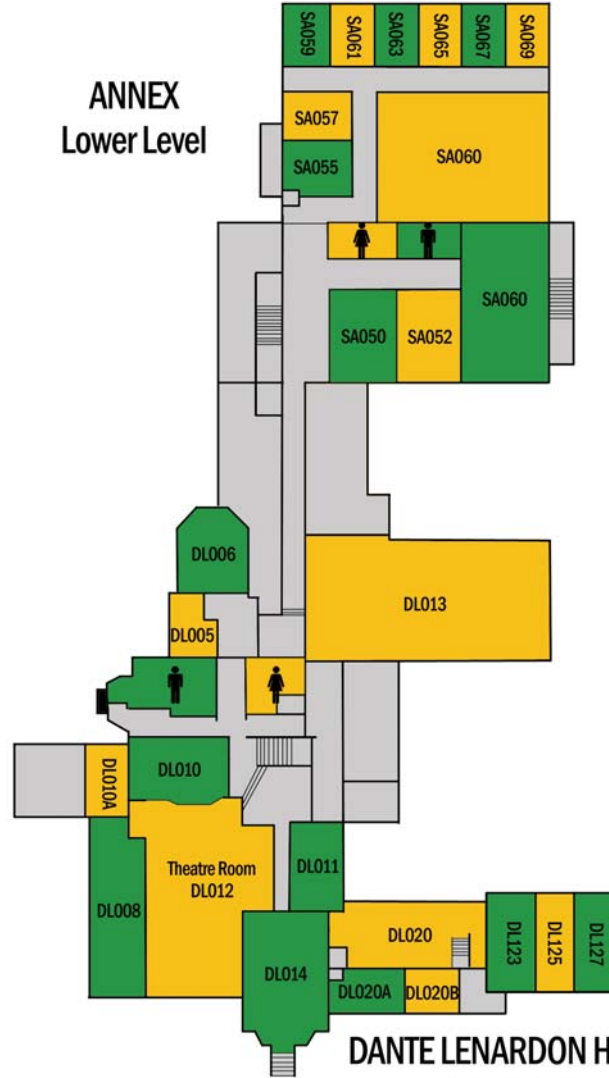 SA059
SA061
SA063
SA065
SA067
SA069
ANNEX
Lower Level
SA057
SA060
SA055
SA050
SA052
SA060
DL006
DL013
DL005
DL010
DL010A
DL011
Theatre Room
DL012
DL008
DL020
DL123
DL125
DL127
DL014
DL020A
DL020B
DANTE LENARDON H